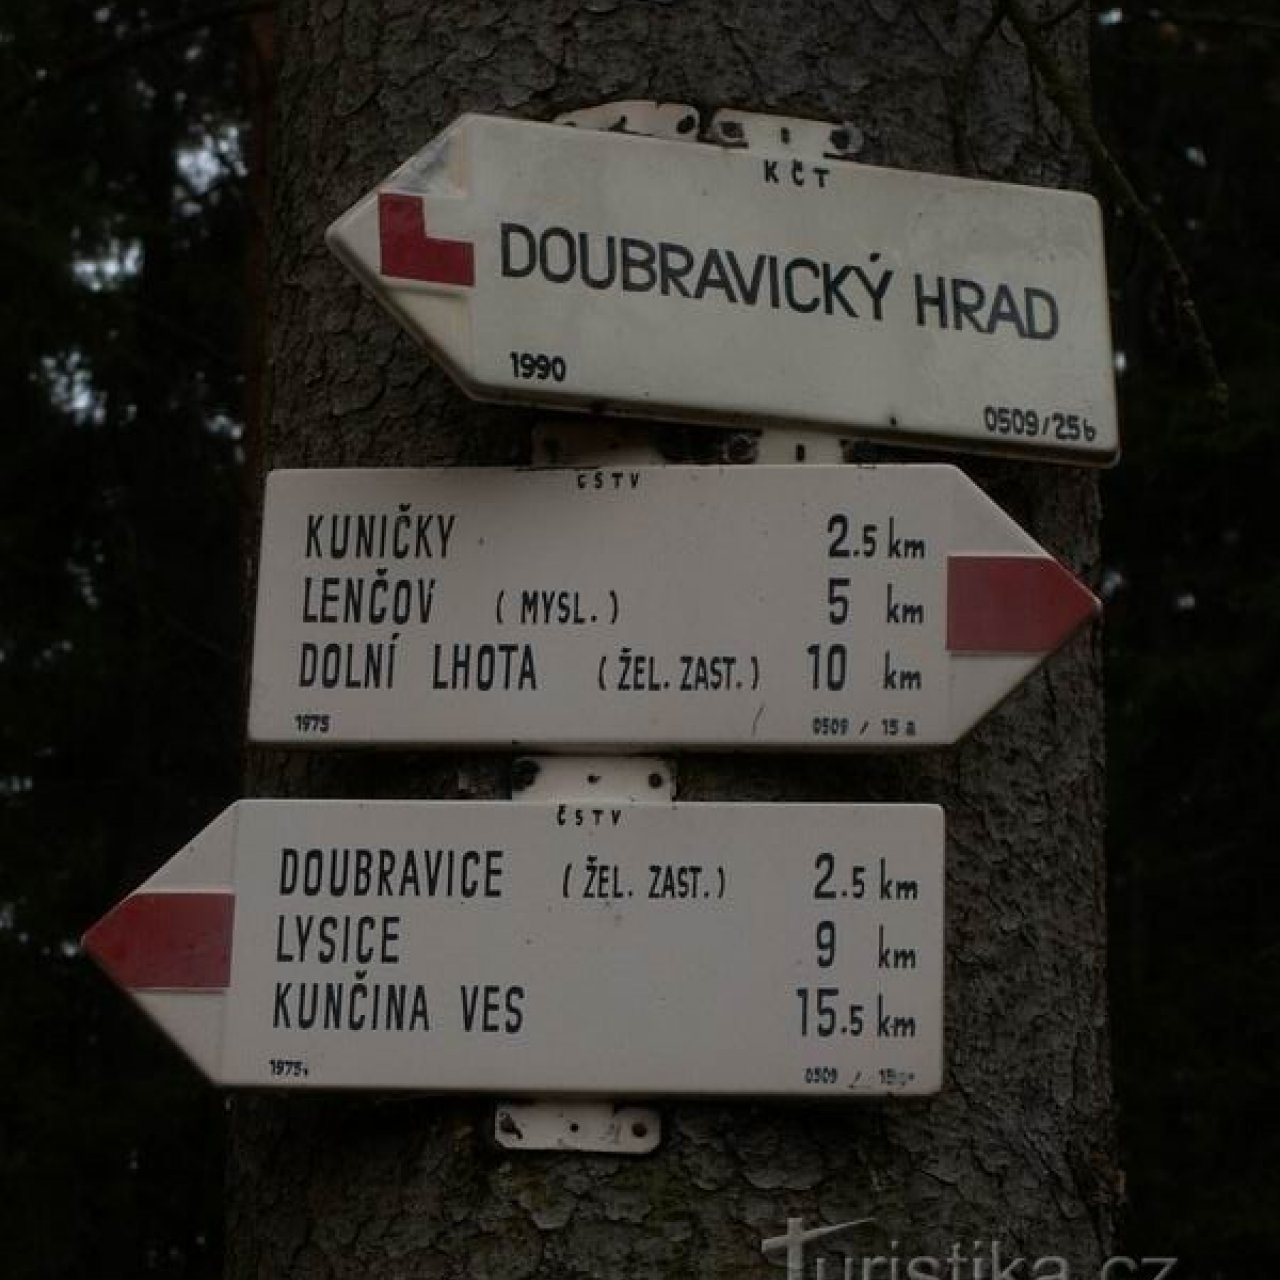 KČT
DOUBRAVICKÝ HRAD
1990
0509/25b
ČSTV
KUNIČKY 2.5 km
LENČOV (MYSL.) 5 km
DOLNÍ LHOTA (ŽEL. ZAST.) 10 km
1975 0509 / 15 a
ČSTV
DOUBRAVICE (ŽEL. ZAST.) 2.5 km
LYSICE 9 km
KUNČINA VES 15.5 km
1975 0509 /
Turistika.cz